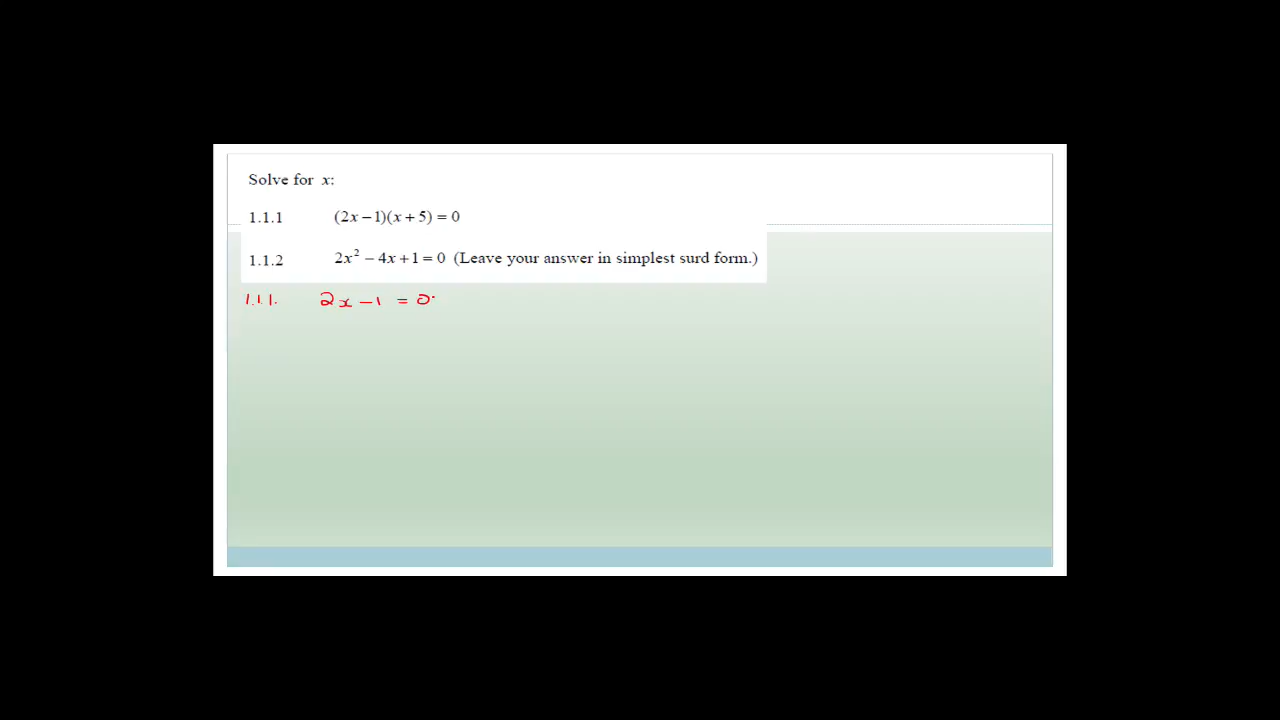 Solve for x:
1.1.1 (2x − 1)(x + 5) = 0
1.1.2 2x² − 4x + 1 = 0 (Leave your answer in simplest surd form.)
1.1.1. 2x − 1 = 0